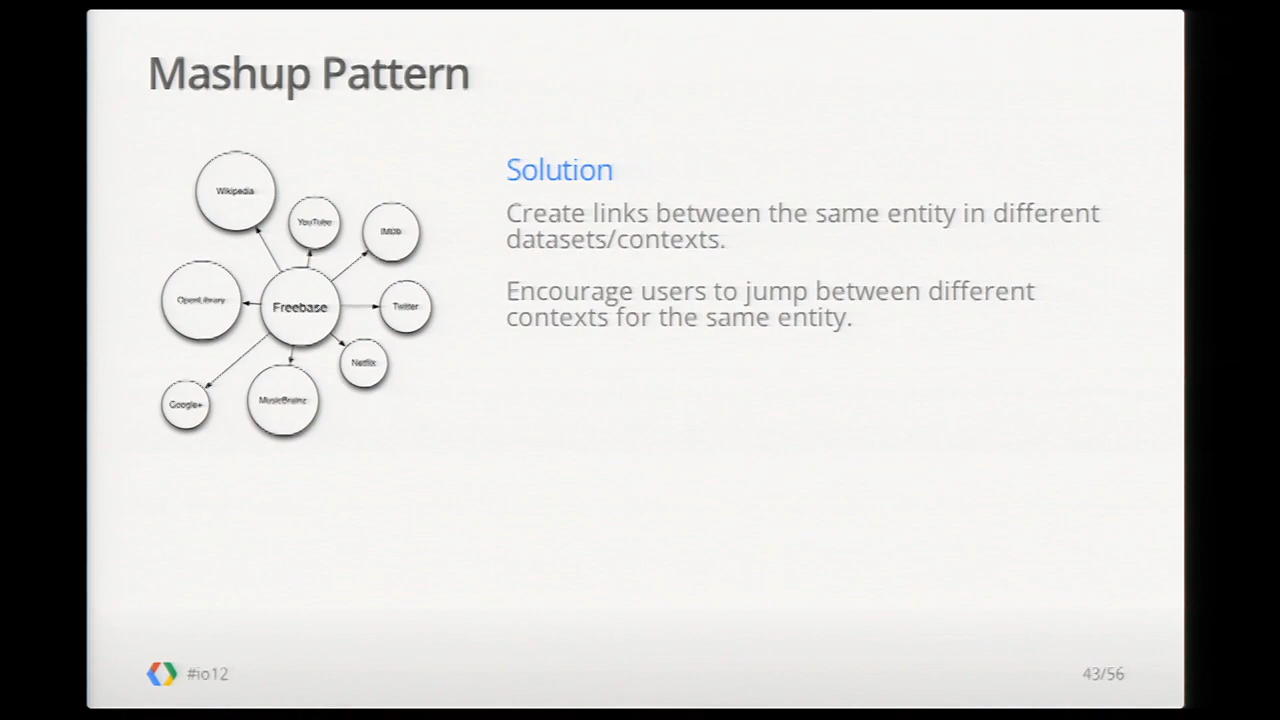 Mashup Pattern
Wikipedia
YouTube
IMDB
OpenLibrary
Freebase
Twitter
Netflix
Google+
MusicBrainz
Solution
Create links between the same entity in different
datasets/contexts.
Encourage users to jump between different
contexts for the same entity.
#io12
43/56